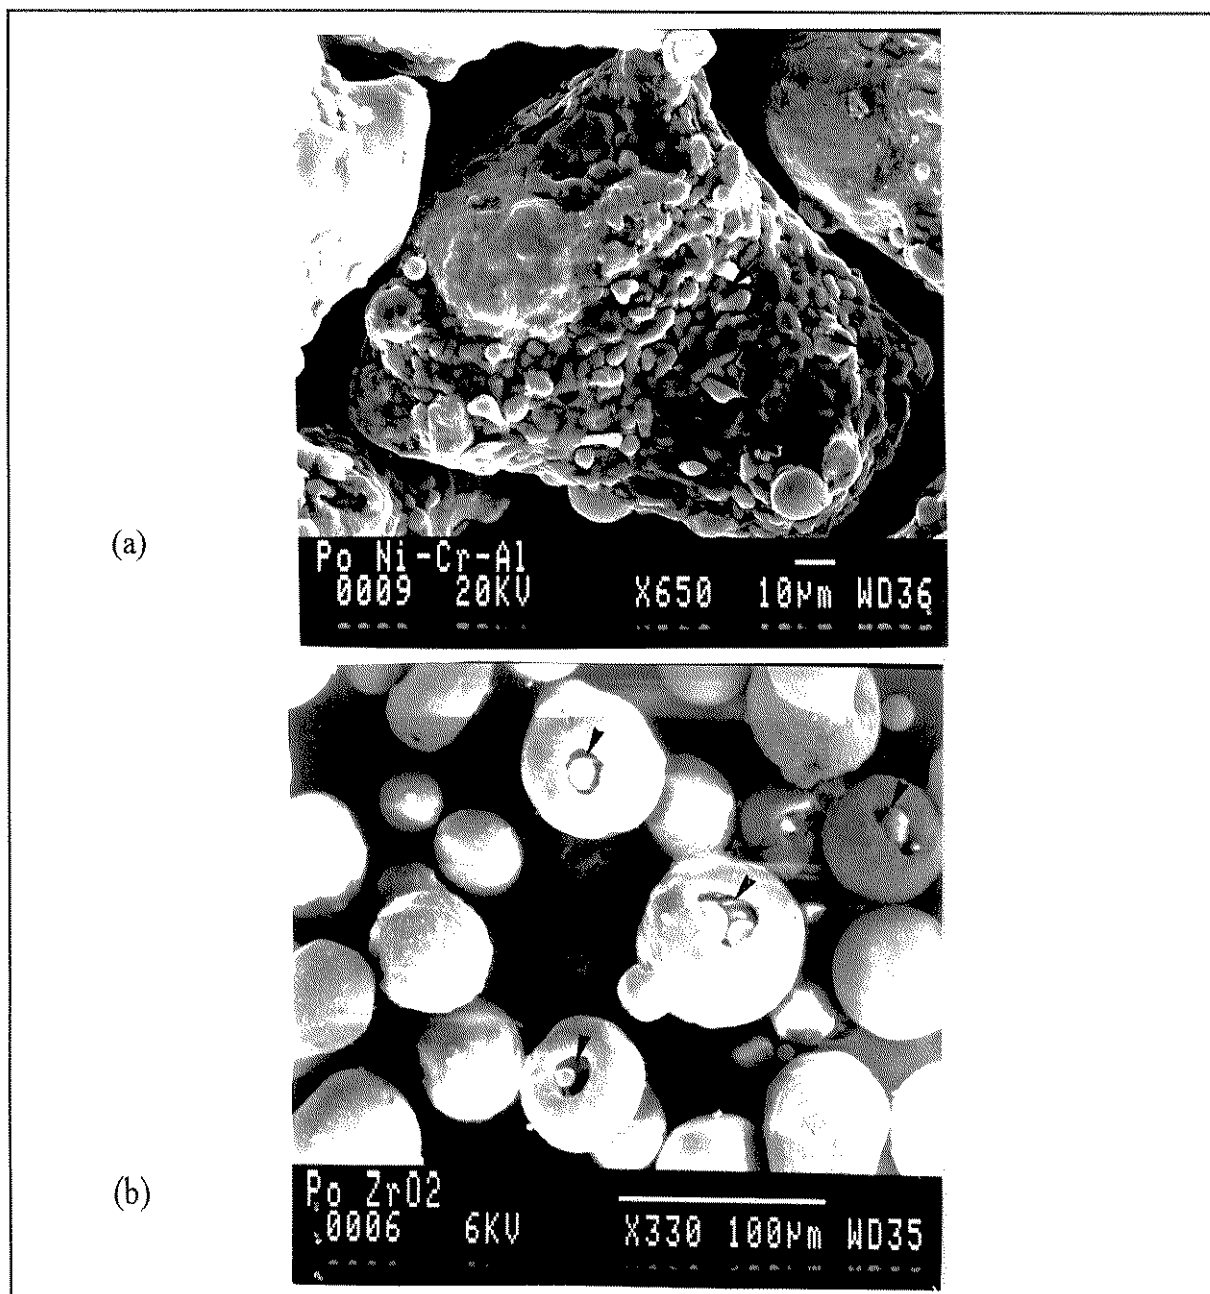 (a)
Po Ni-Cr-Al
0009 20KV X650 10µm WD36
(b)
Po ZrO2
0006 6KV X330 100µm WD35